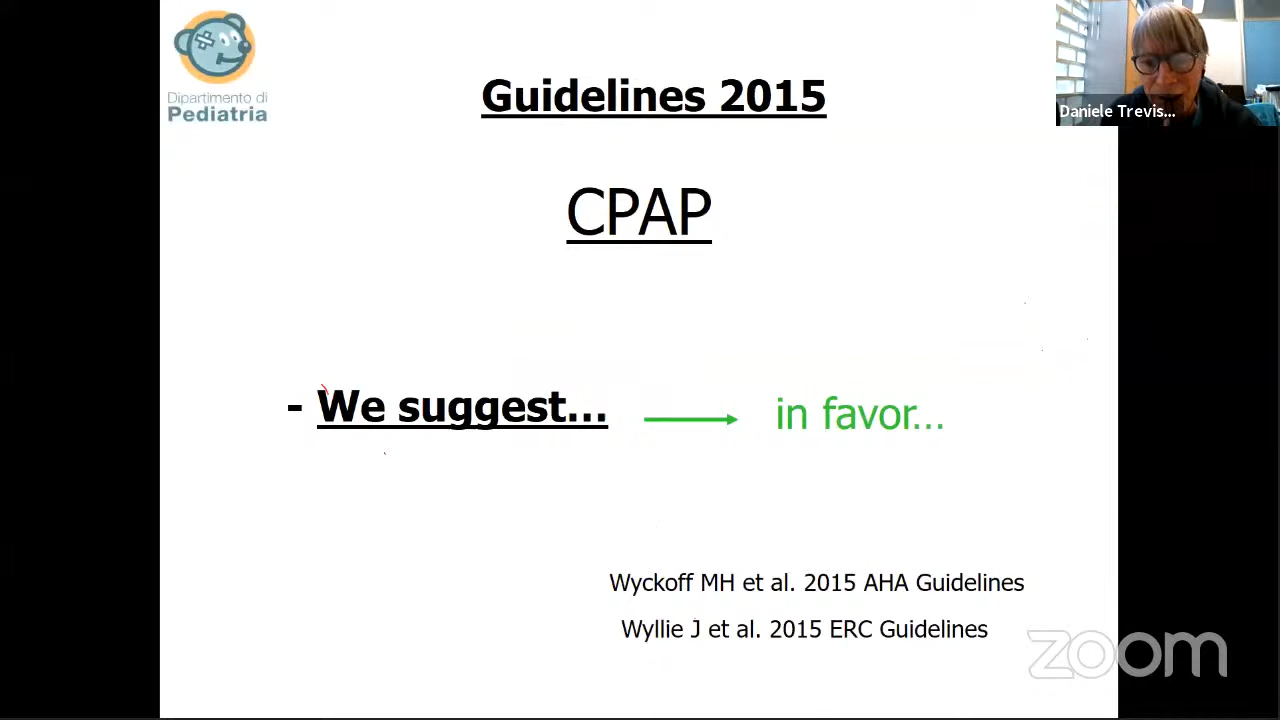 Dipartimento di
Pediatria
Guidelines 2015
Daniele Trevis...
CPAP
- We suggest... in favor...
Wyckoff MH et al. 2015 AHA Guidelines
Wyllie J et al. 2015 ERC Guidelines
zoom